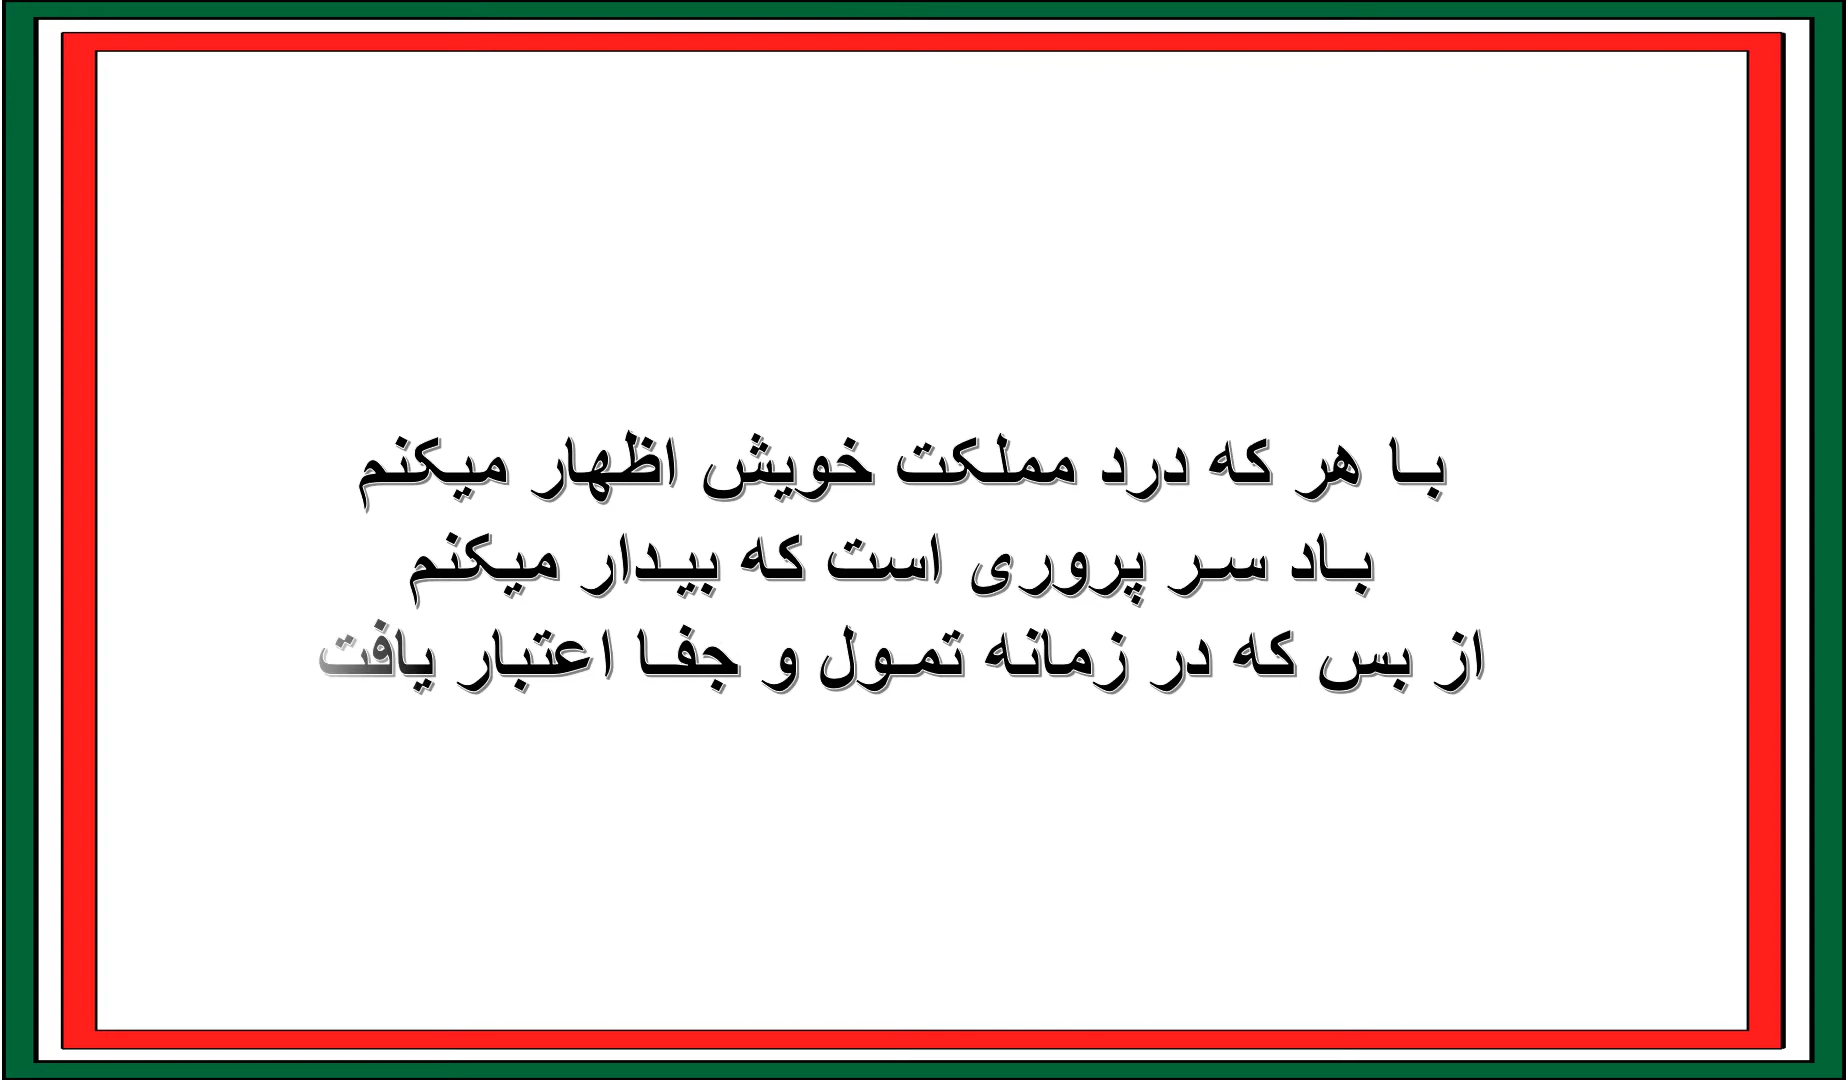 با هر که درد مملکت خویش اظهار میکنم
باد سر پروری است که بیدار میکنم
از بس که در زمانه تمول و جفا اعتبار یافت